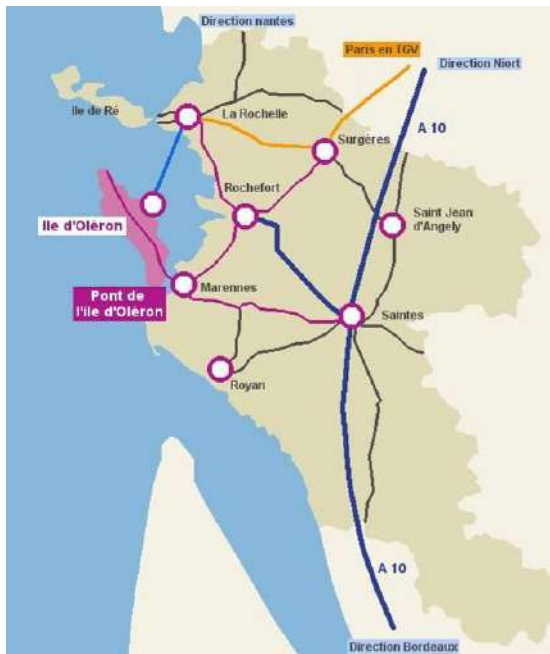 Direction nantes
Paris en TGV
Direction Niort
Ile de Ré
La Rochelle
A 10
Surgères
Rochefort
Saint Jean
d'Angely
Ile d'Oléron
Marennes
Pont de
l'île d'Oléron
Saintes
Royan
A 10
Direction Bordeaux